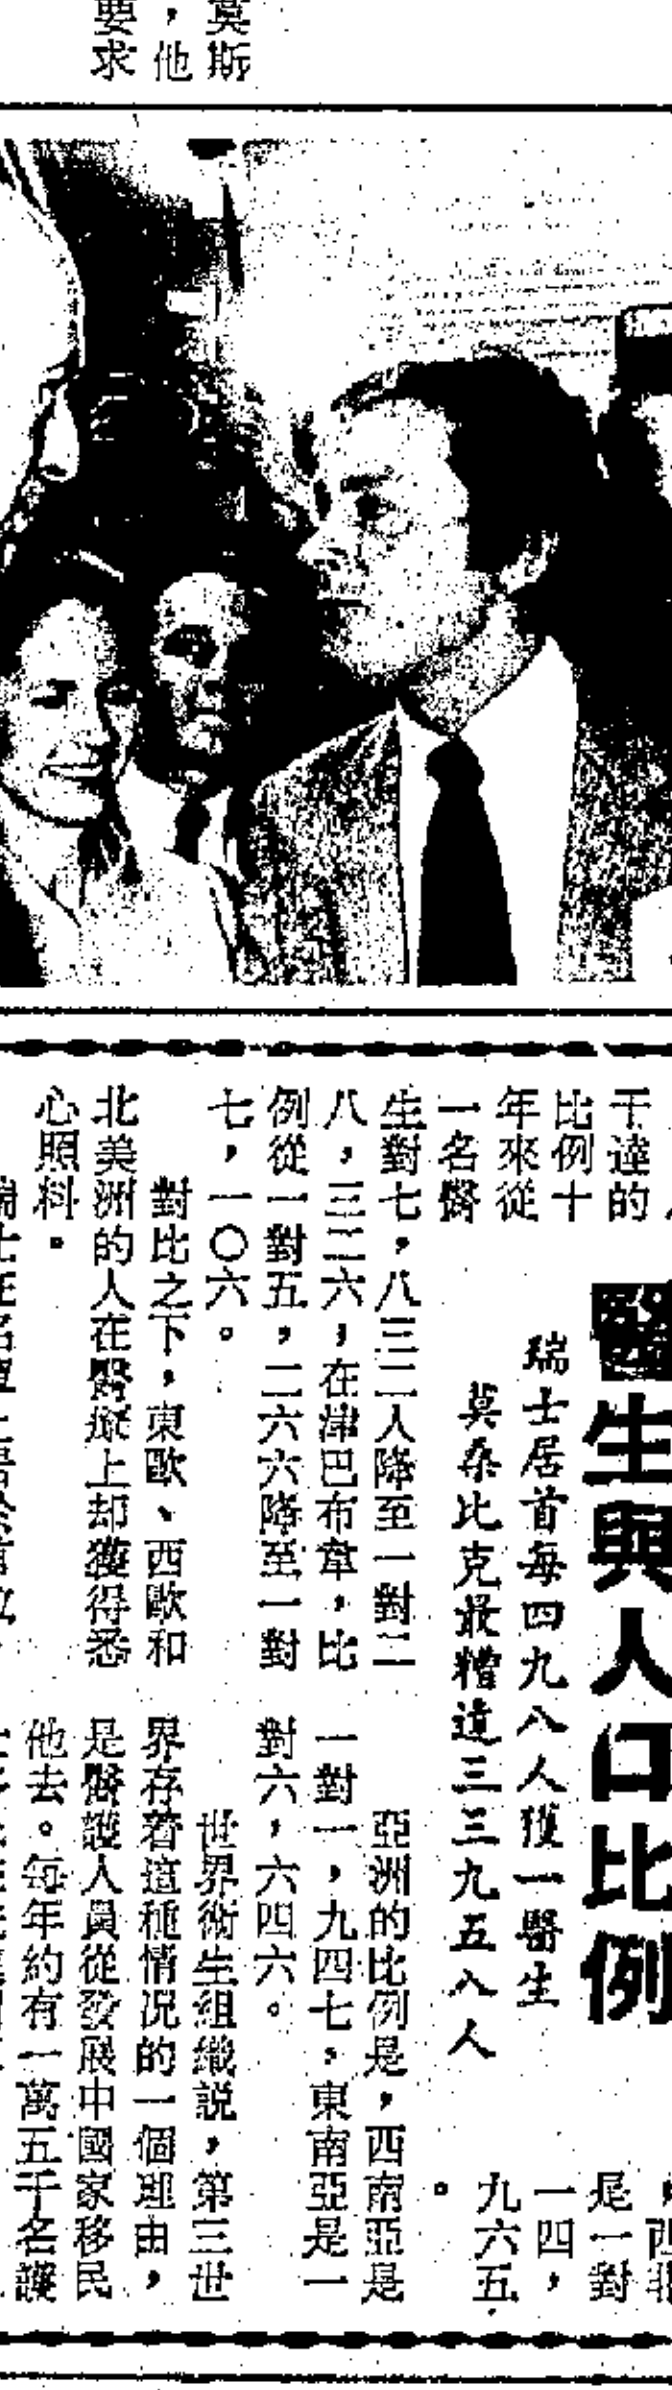 莫斯
，他
要求
醫生與人口比例
瑞士居首每四九八人獲一醫生
莫桑比克最糟達三三九五八人
干達的
比例十
年來從
一名醫
生對七，八三二人降至一對二
八，三二六，在津巴布韋，比
例從一對五，二六六降至一對
七，一〇六。
對比之下，東歐、西歐和
北美洲的人在醫療上却獲得悉
心照料。
，西非
是一對
一四，
九六五
。
亞洲的比例是，西南亞是
一對一，九四七，東南亞是一
對六，六四六。
世界衛生組織説，第三世
界存着這種情况的一個理由，
是醫護人員從發展中國家移民
他去。每年約有一萬五千名護